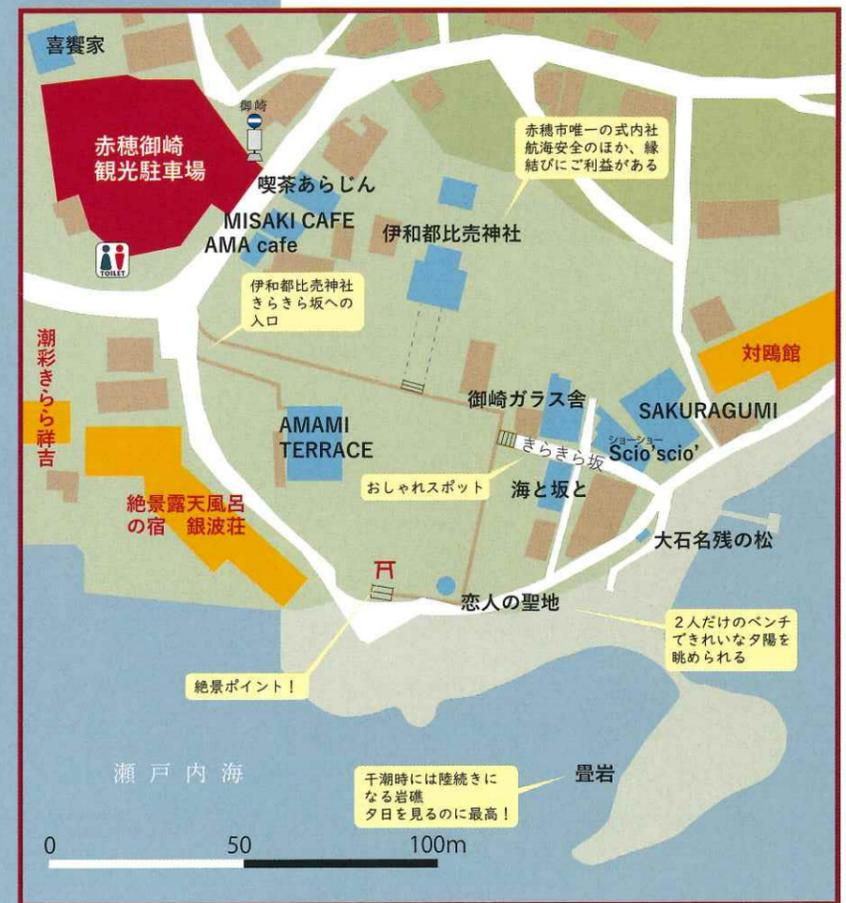 喜饗家
御崎
赤穂御崎
観光駐車場
TOILET
喫茶あらじん
MISAKI CAFE
AMA cafe
赤穂市唯一の式内社
航海安全のほか、縁
結びにご利益がある
伊和都比売神社
伊和都比売神社
きらきら坂への
入口
潮彩きらら祥吉
対鴎館
御崎ガラス舎
SAKURAGUMI
AMAMI
TERRACE
きらきら坂
ショーショー
Scio'scio'
おしゃれスポット
海と坂と
絶景露天風呂
の宿 銀波荘
大石名残の松
恋人の聖地
2人だけのベンチ
できれいな夕陽を
眺められる
絶景ポイント！
瀬戸内海
干潮時には陸続きに
なる岩礁
夕日を見るのに最高！
畳岩
0 50 100m